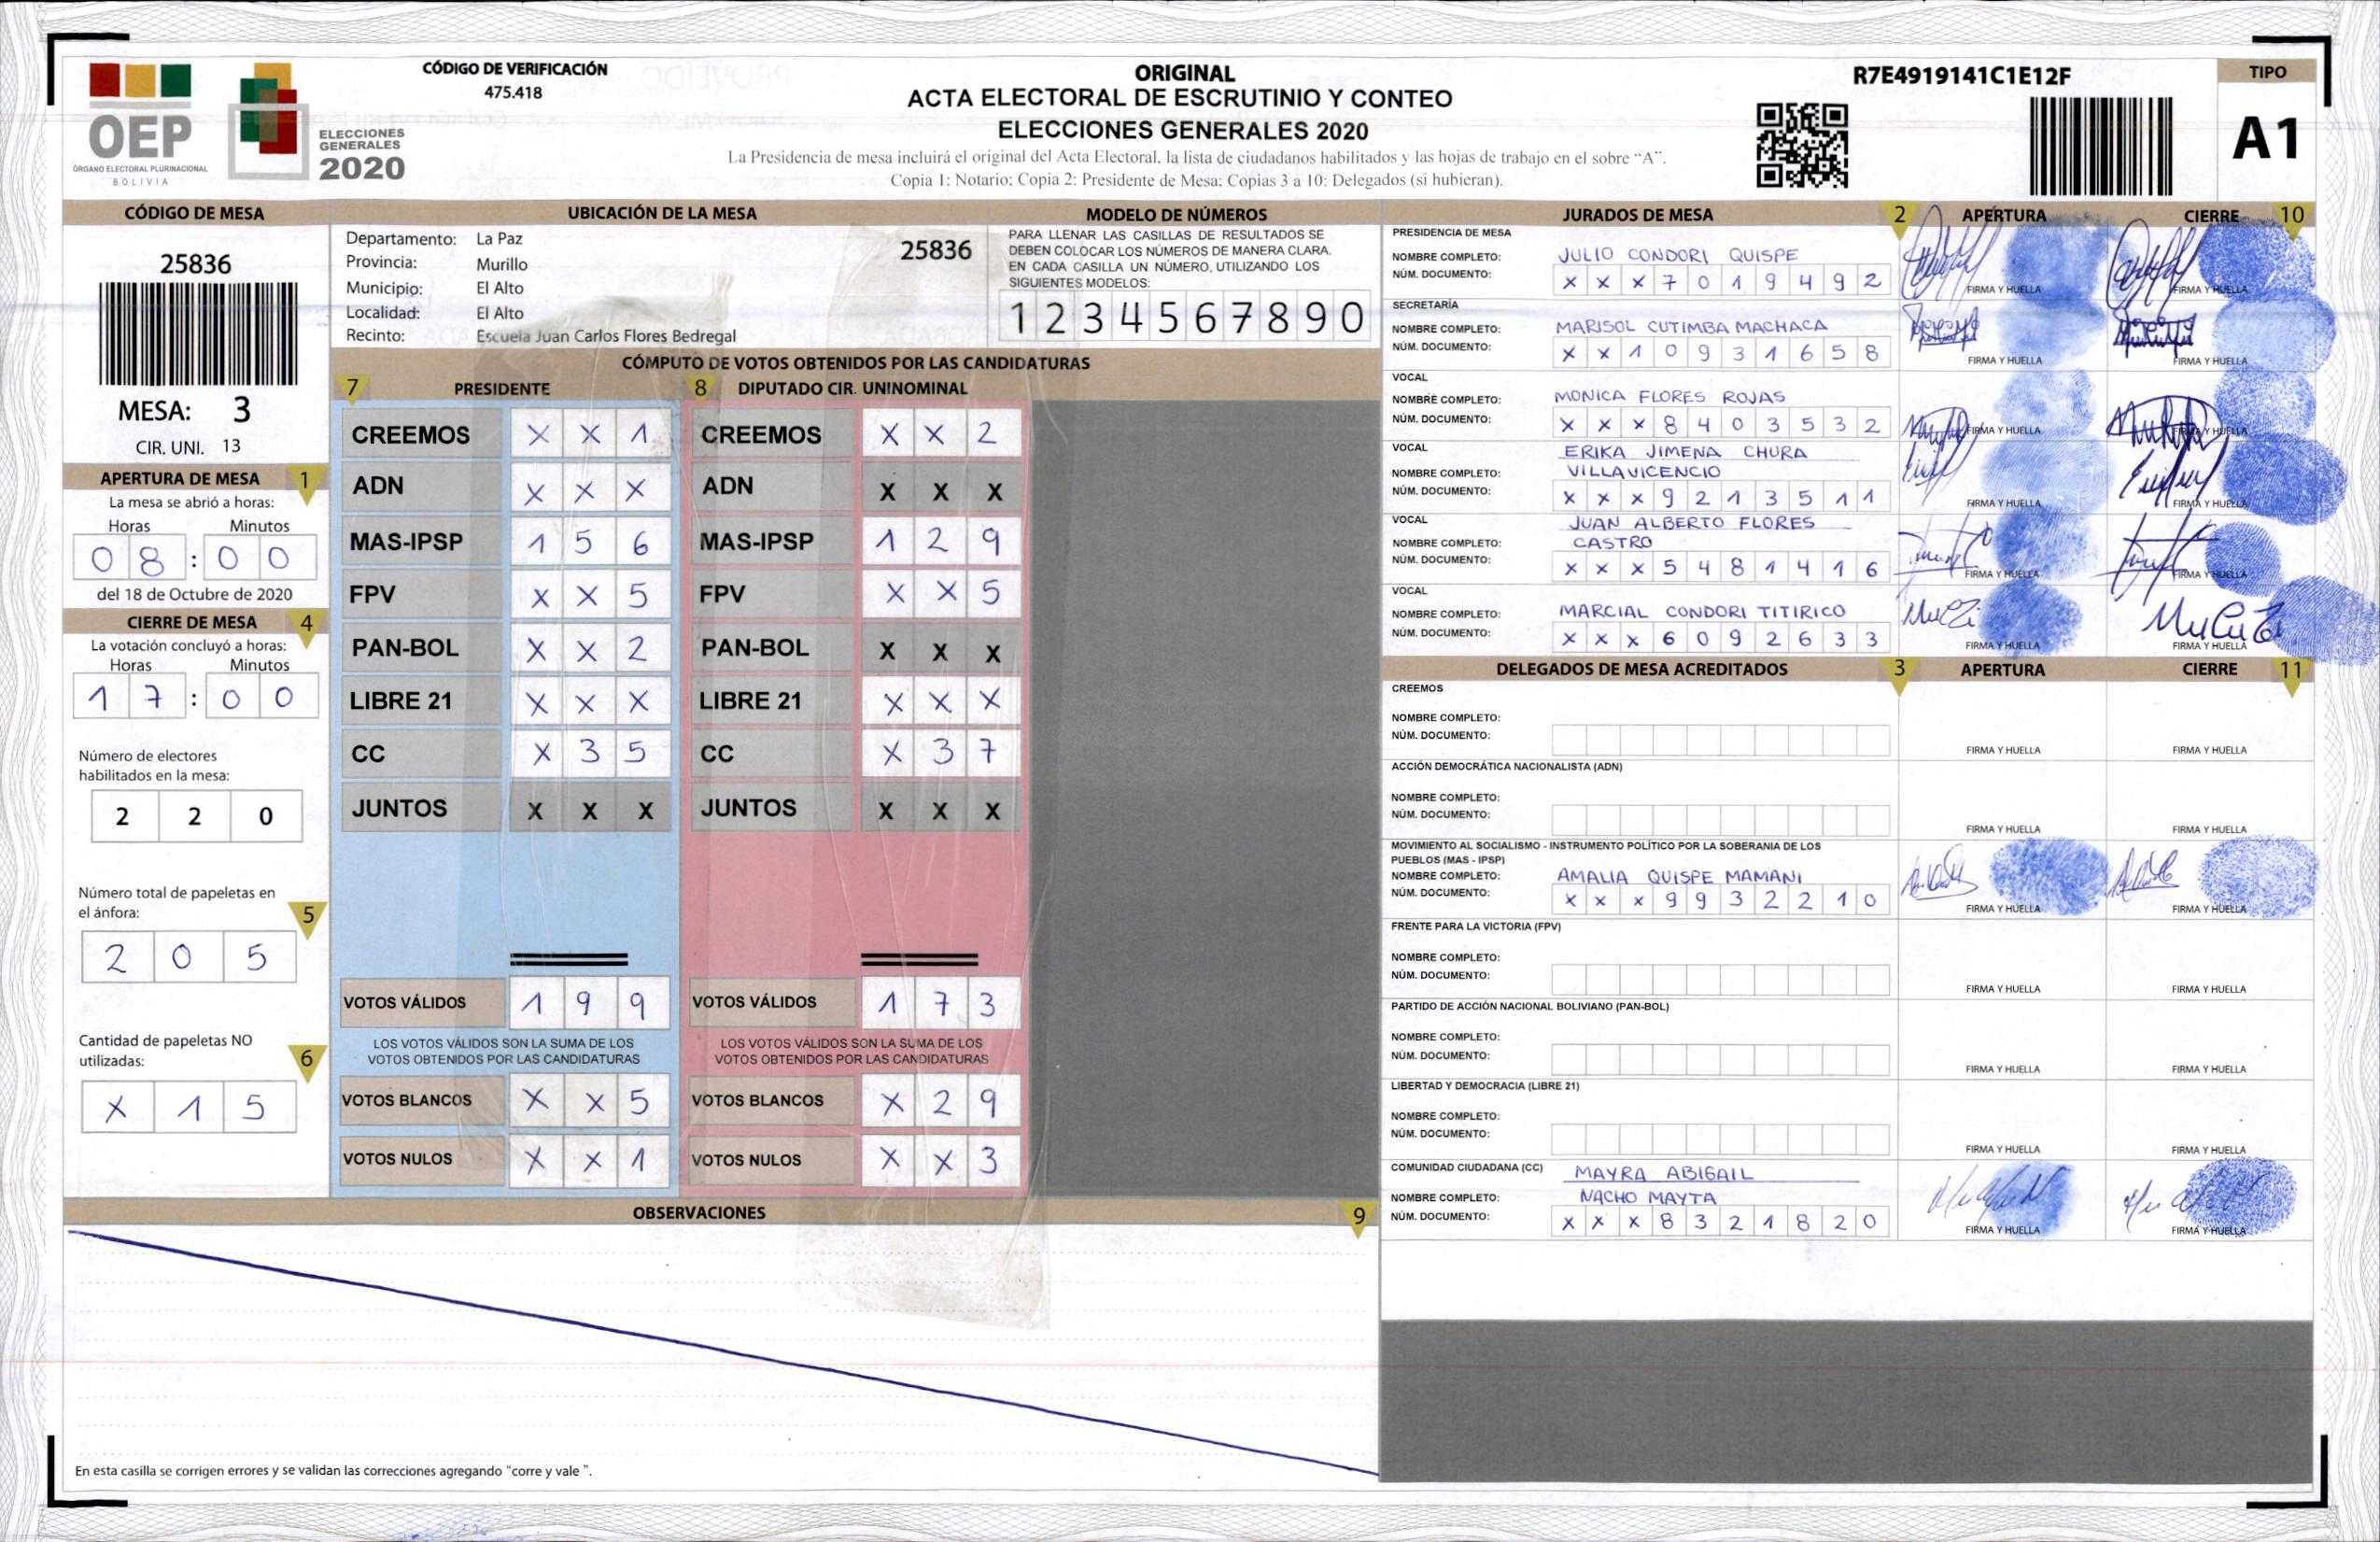 OEP
ÓRGANO ELECTORAL PLURINACIONAL
BOLIVIA
ELECCIONES
GENERALES
2020
CÓDIGO DE VERIFICACIÓN
475.418
ORIGINAL
ACTA ELECTORAL DE ESCRUTINIO Y CONTEO
ELECCIONES GENERALES 2020
La Presidencia de mesa incluirá el original del Acta Electoral, la lista de ciudadanos habilitados y las hojas de trabajo en el sobre "A".
Copia 1: Notario; Copia 2: Presidente de Mesa; Copias 3 a 10: Delegados (si hubieran).
R7E4919141C1E12F
TIPO
A1
CÓDIGO DE MESA
25836
MESA: 3
CIR. UNI. 13
APERTURA DE MESA 1
La mesa se abrió a horas:
Horas Minutos
0 8 : 0 0
del 18 de Octubre de 2020
CIERRE DE MESA 4
La votación concluyó a horas:
Horas Minutos
1 7 : 0 0
Número de electores
habilitados en la mesa:
2 2 0
Número total de papeletas en
el ánfora: 5
2 0 5
Cantidad de papeletas NO
utilizadas: 6
X 1 5
UBICACIÓN DE LA MESA
Departamento: La Paz 25836
Provincia: Murillo
Municipio: El Alto
Localidad: El Alto
Recinto: Escuela Juan Carlos Flores Bedregal
MODELO DE NÚMEROS
PARA LLENAR LAS CASILLAS DE RESULTADOS SE
DEBEN COLOCAR LOS NÚMEROS DE MANERA CLARA.
EN CADA CASILLA UN NÚMERO, UTILIZANDO LOS
SIGUIENTES MODELOS:
1 2 3 4 5 6 7 8 9 0
CÓMPUTO DE VOTOS OBTENIDOS POR LAS CANDIDATURAS
7 PRESIDENTE 8 DIPUTADO CIR. UNINOMINAL
CREEMOS X X 1 CREEMOS X X 2
ADN X X X ADN X X X
MAS-IPSP 1 5 6 MAS-IPSP 1 2 9
FPV X X 5 FPV X X 5
PAN-BOL X X 2 PAN-BOL X X X
LIBRE 21 X X X LIBRE 21 X X X
CC X 3 5 CC X 3 7
JUNTOS X X X JUNTOS X X X
VOTOS VÁLIDOS 1 9 9 VOTOS VÁLIDOS 1 7 3
LOS VOTOS VÁLIDOS SON LA SUMA DE LOS LOS VOTOS VÁLIDOS SON LA SUMA DE LOS
VOTOS OBTENIDOS POR LAS CANDIDATURAS VOTOS OBTENIDOS POR LAS CANDIDATURAS
VOTOS BLANCOS X X 5 VOTOS BLANCOS X 2 9
VOTOS NULOS X X 1 VOTOS NULOS X X 3
OBSERVACIONES 9
En esta casilla se corrigen errores y se validan las correcciones agregando "corre y vale ".
JURADOS DE MESA 2 APERTURA CIERRE 10
PRESIDENCIA DE MESA
NOMBRE COMPLETO: JULIO CONDORI QUISPE
NÚM. DOCUMENTO: X X X 7 0 1 9 4 9 2
FIRMA Y HUELLA FIRMA Y HUELLA
SECRETARÍA
NOMBRE COMPLETO: MARISOL CUTIMBA MACHACA
NÚM. DOCUMENTO: X X 1 0 9 3 1 6 5 8
FIRMA Y HUELLA FIRMA Y HUELLA
VOCAL
NOMBRE COMPLETO: MONICA FLORES ROJAS
NÚM. DOCUMENTO: X X X 8 4 0 3 5 3 2
FIRMA Y HUELLA FIRMA Y HUELLA
VOCAL
ERIKA JIMENA CHURA
NOMBRE COMPLETO: VILLAVICENCIO
NÚM. DOCUMENTO: X X X 9 2 1 3 5 1 1
FIRMA Y HUELLA FIRMA Y HUELLA
VOCAL
JUAN ALBERTO FLORES
NOMBRE COMPLETO: CASTRO
NÚM. DOCUMENTO: X X X 5 4 8 1 4 1 6
FIRMA Y HUELLA FIRMA Y HUELLA
VOCAL
NOMBRE COMPLETO: MARCIAL CONDORI TITIRICO
NÚM. DOCUMENTO: X X X 6 0 9 2 6 3 3
FIRMA Y HUELLA FIRMA Y HUELLA
DELEGADOS DE MESA ACREDITADOS 3 APERTURA CIERRE 11
CREEMOS
NOMBRE COMPLETO:
NÚM. DOCUMENTO:
FIRMA Y HUELLA FIRMA Y HUELLA
ACCIÓN DEMOCRÁTICA NACIONALISTA (ADN)
NOMBRE COMPLETO:
NÚM. DOCUMENTO:
FIRMA Y HUELLA FIRMA Y HUELLA
MOVIMIENTO AL SOCIALISMO - INSTRUMENTO POLÍTICO POR LA SOBERANIA DE LOS
PUEBLOS (MAS - IPSP)
NOMBRE COMPLETO: AMALIA QUISPE MAMANI
NÚM. DOCUMENTO: X X X 9 9 3 2 2 1 0
FIRMA Y HUELLA FIRMA Y HUELLA
FRENTE PARA LA VICTORIA (FPV)
NOMBRE COMPLETO:
NÚM. DOCUMENTO:
FIRMA Y HUELLA FIRMA Y HUELLA
PARTIDO DE ACCIÓN NACIONAL BOLIVIANO (PAN-BOL)
NOMBRE COMPLETO:
NÚM. DOCUMENTO:
FIRMA Y HUELLA FIRMA Y HUELLA
LIBERTAD Y DEMOCRACIA (LIBRE 21)
NOMBRE COMPLETO:
NÚM. DOCUMENTO:
FIRMA Y HUELLA FIRMA Y HUELLA
COMUNIDAD CIUDADANA (CC) MAYRA ABIGAIL
NOMBRE COMPLETO: NACHO MAYTA
NÚM. DOCUMENTO: X X X 8 3 2 1 8 2 0
FIRMA Y HUELLA FIRMA Y HUELLA